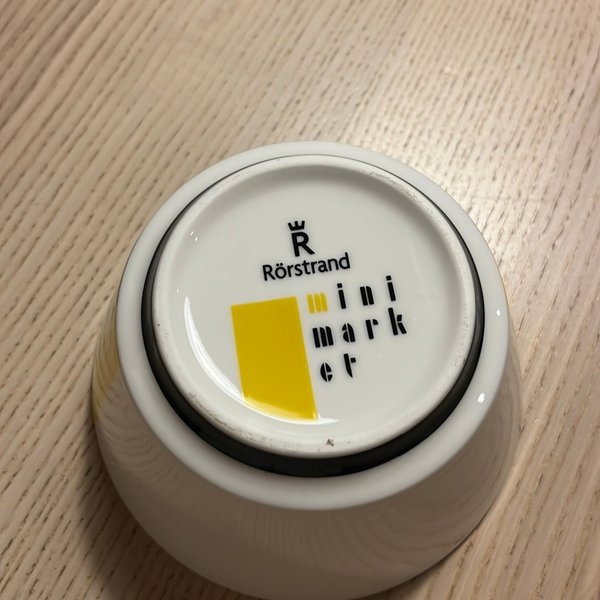 R
Rörstrand
mini
mark
et